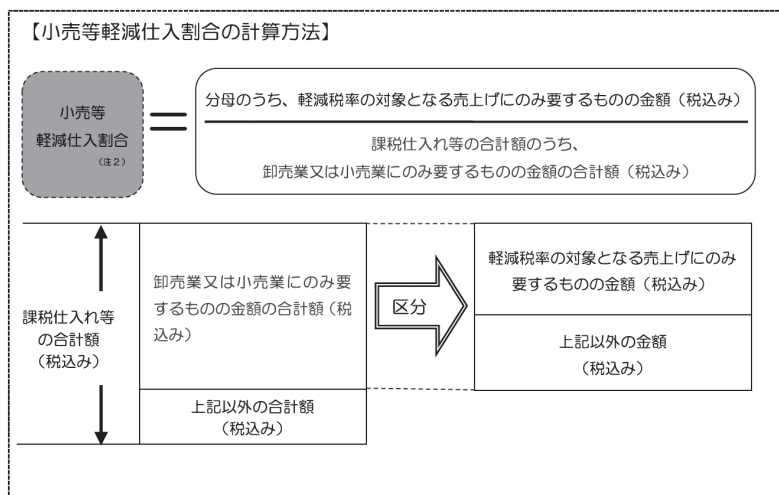 【小売等軽減仕入割合の計算方法】
小売等
軽減仕入割合
(注2)
=
分母のうち、軽減税率の対象となる売上げにのみ要するものの金額(税込み)
課税仕入れ等の合計額のうち、
卸売業又は小売業にのみ要するものの金額の合計額(税込み)
課税仕入れ等
の合計額
(税込み)
卸売業又は小売業にのみ要
するものの金額の合計額(税
込み)
上記以外の合計額
(税込み)
区分
軽減税率の対象となる売上げにのみ
要するものの金額(税込み)
上記以外の金額
(税込み)